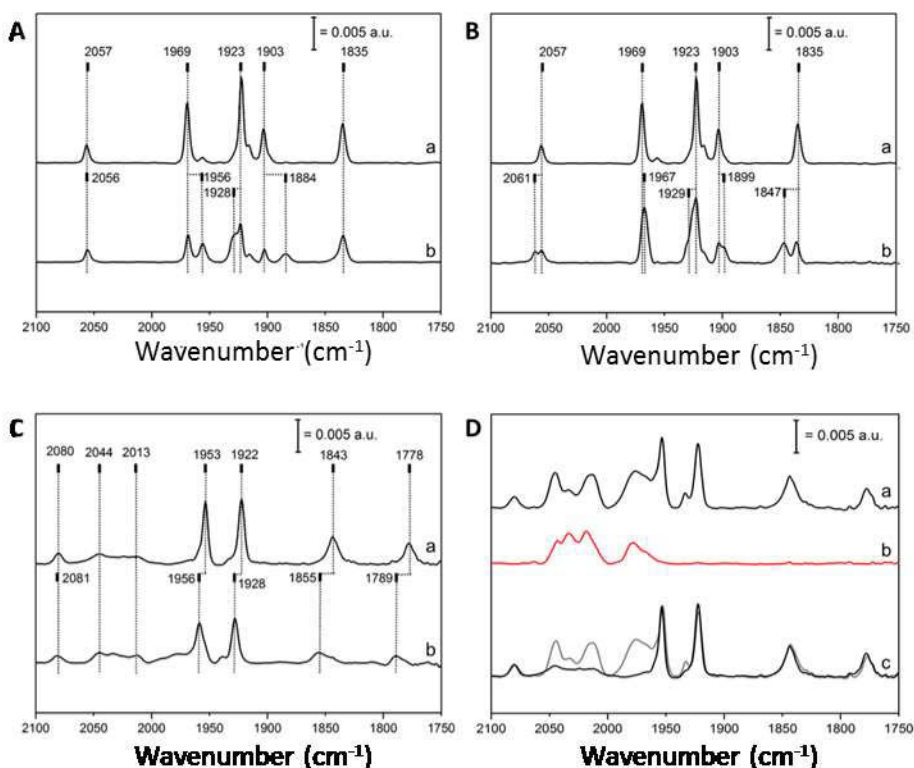 A
= 0.005 a.u.
2057 1969 1923 1903 1835
a
2056 1956 1884
1928
b
2100 2050 2000 1950 1900 1850 1800 1750
Wavenumber (cm⁻¹)
B
= 0.005 a.u.
2057 1969 1923 1903 1835
a
2061 1967 1899
1929 1847
b
2100 2050 2000 1950 1900 1850 1800 1750
Wavenumber (cm⁻¹)
C
= 0.005 a.u.
2080 2044 2013 1953 1922 1843 1778
a
2081 1956 1928 1855 1789
b
2100 2050 2000 1950 1900 1850 1800 1750
Wavenumber (cm⁻¹)
D
= 0.005 a.u.
a
b
c
2100 2050 2000 1950 1900 1850 1800 1750
Wavenumber (cm⁻¹)